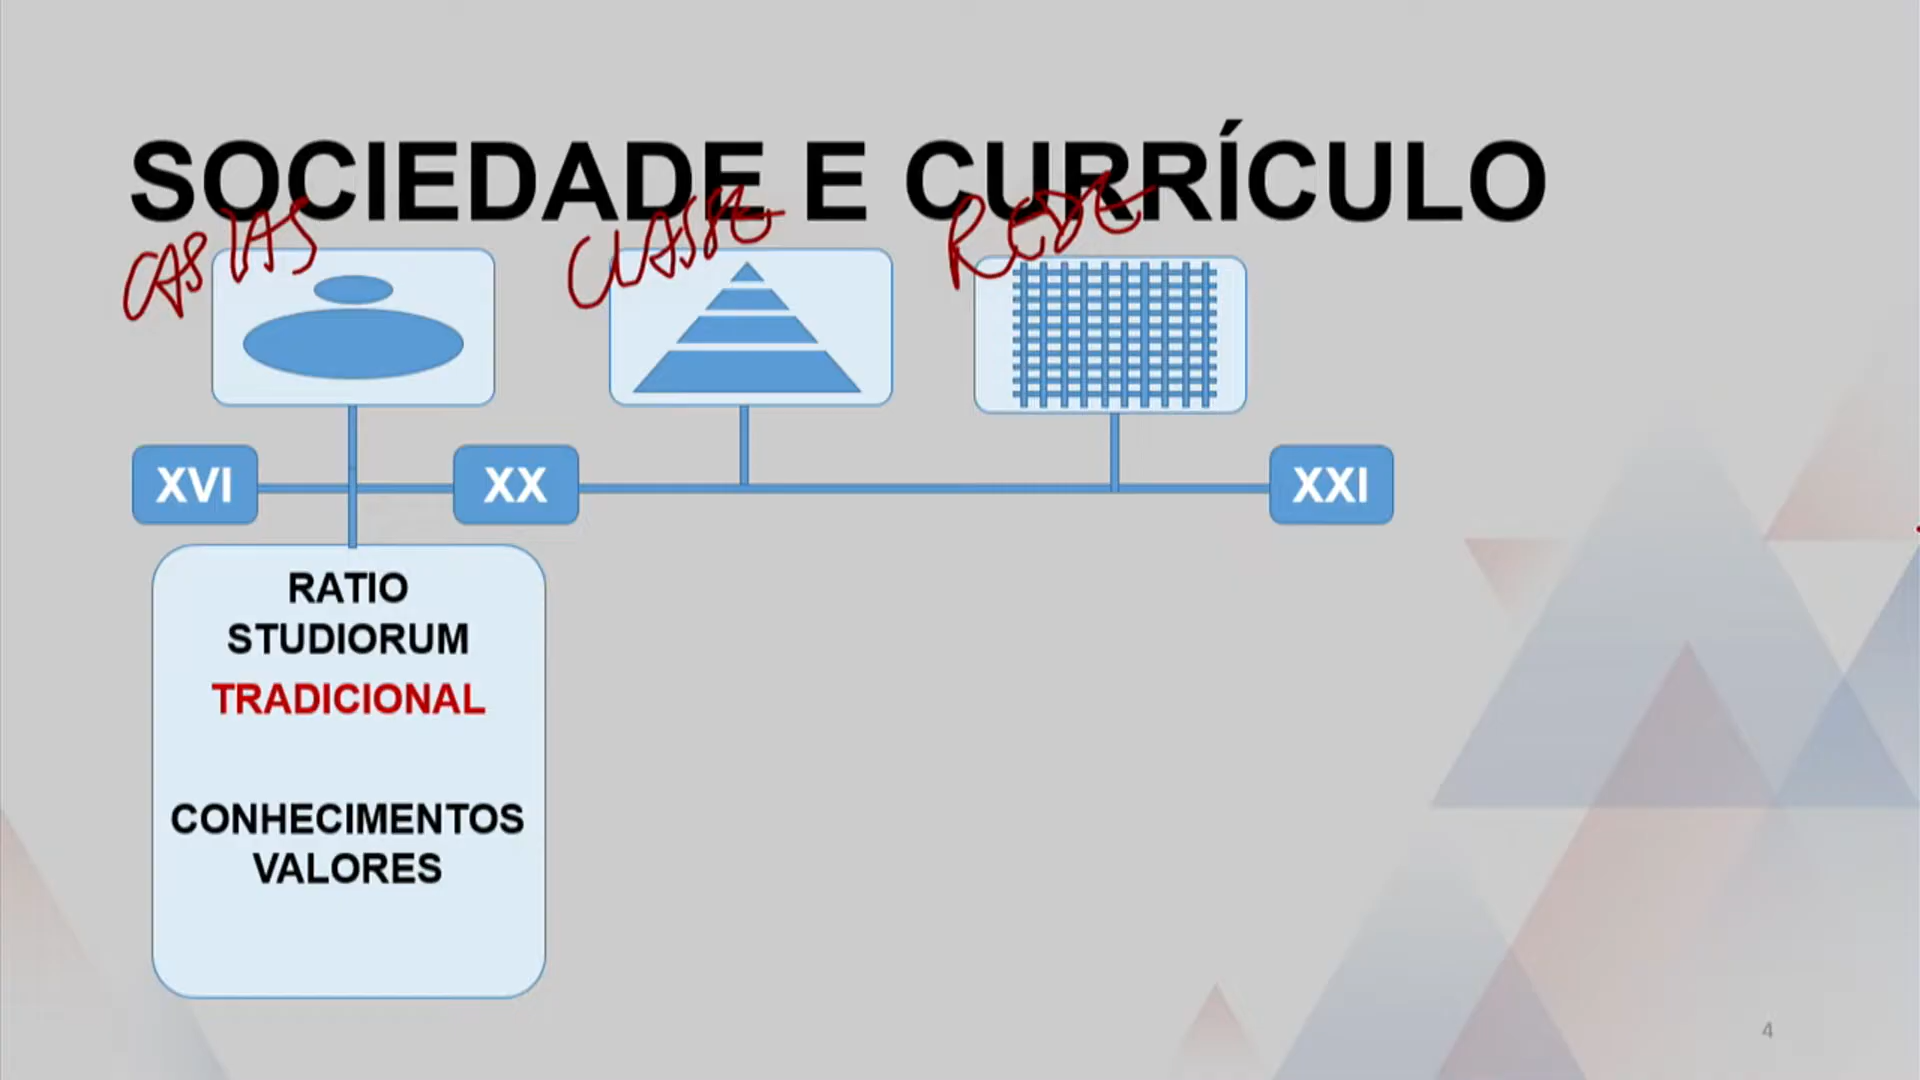 SOCIEDADE E CURRÍCULO
CASTAS
CLASSE
REDE
XVI
XX
XXI
RATIO
STUDIORUM
TRADICIONAL
CONHECIMENTOS
VALORES
4